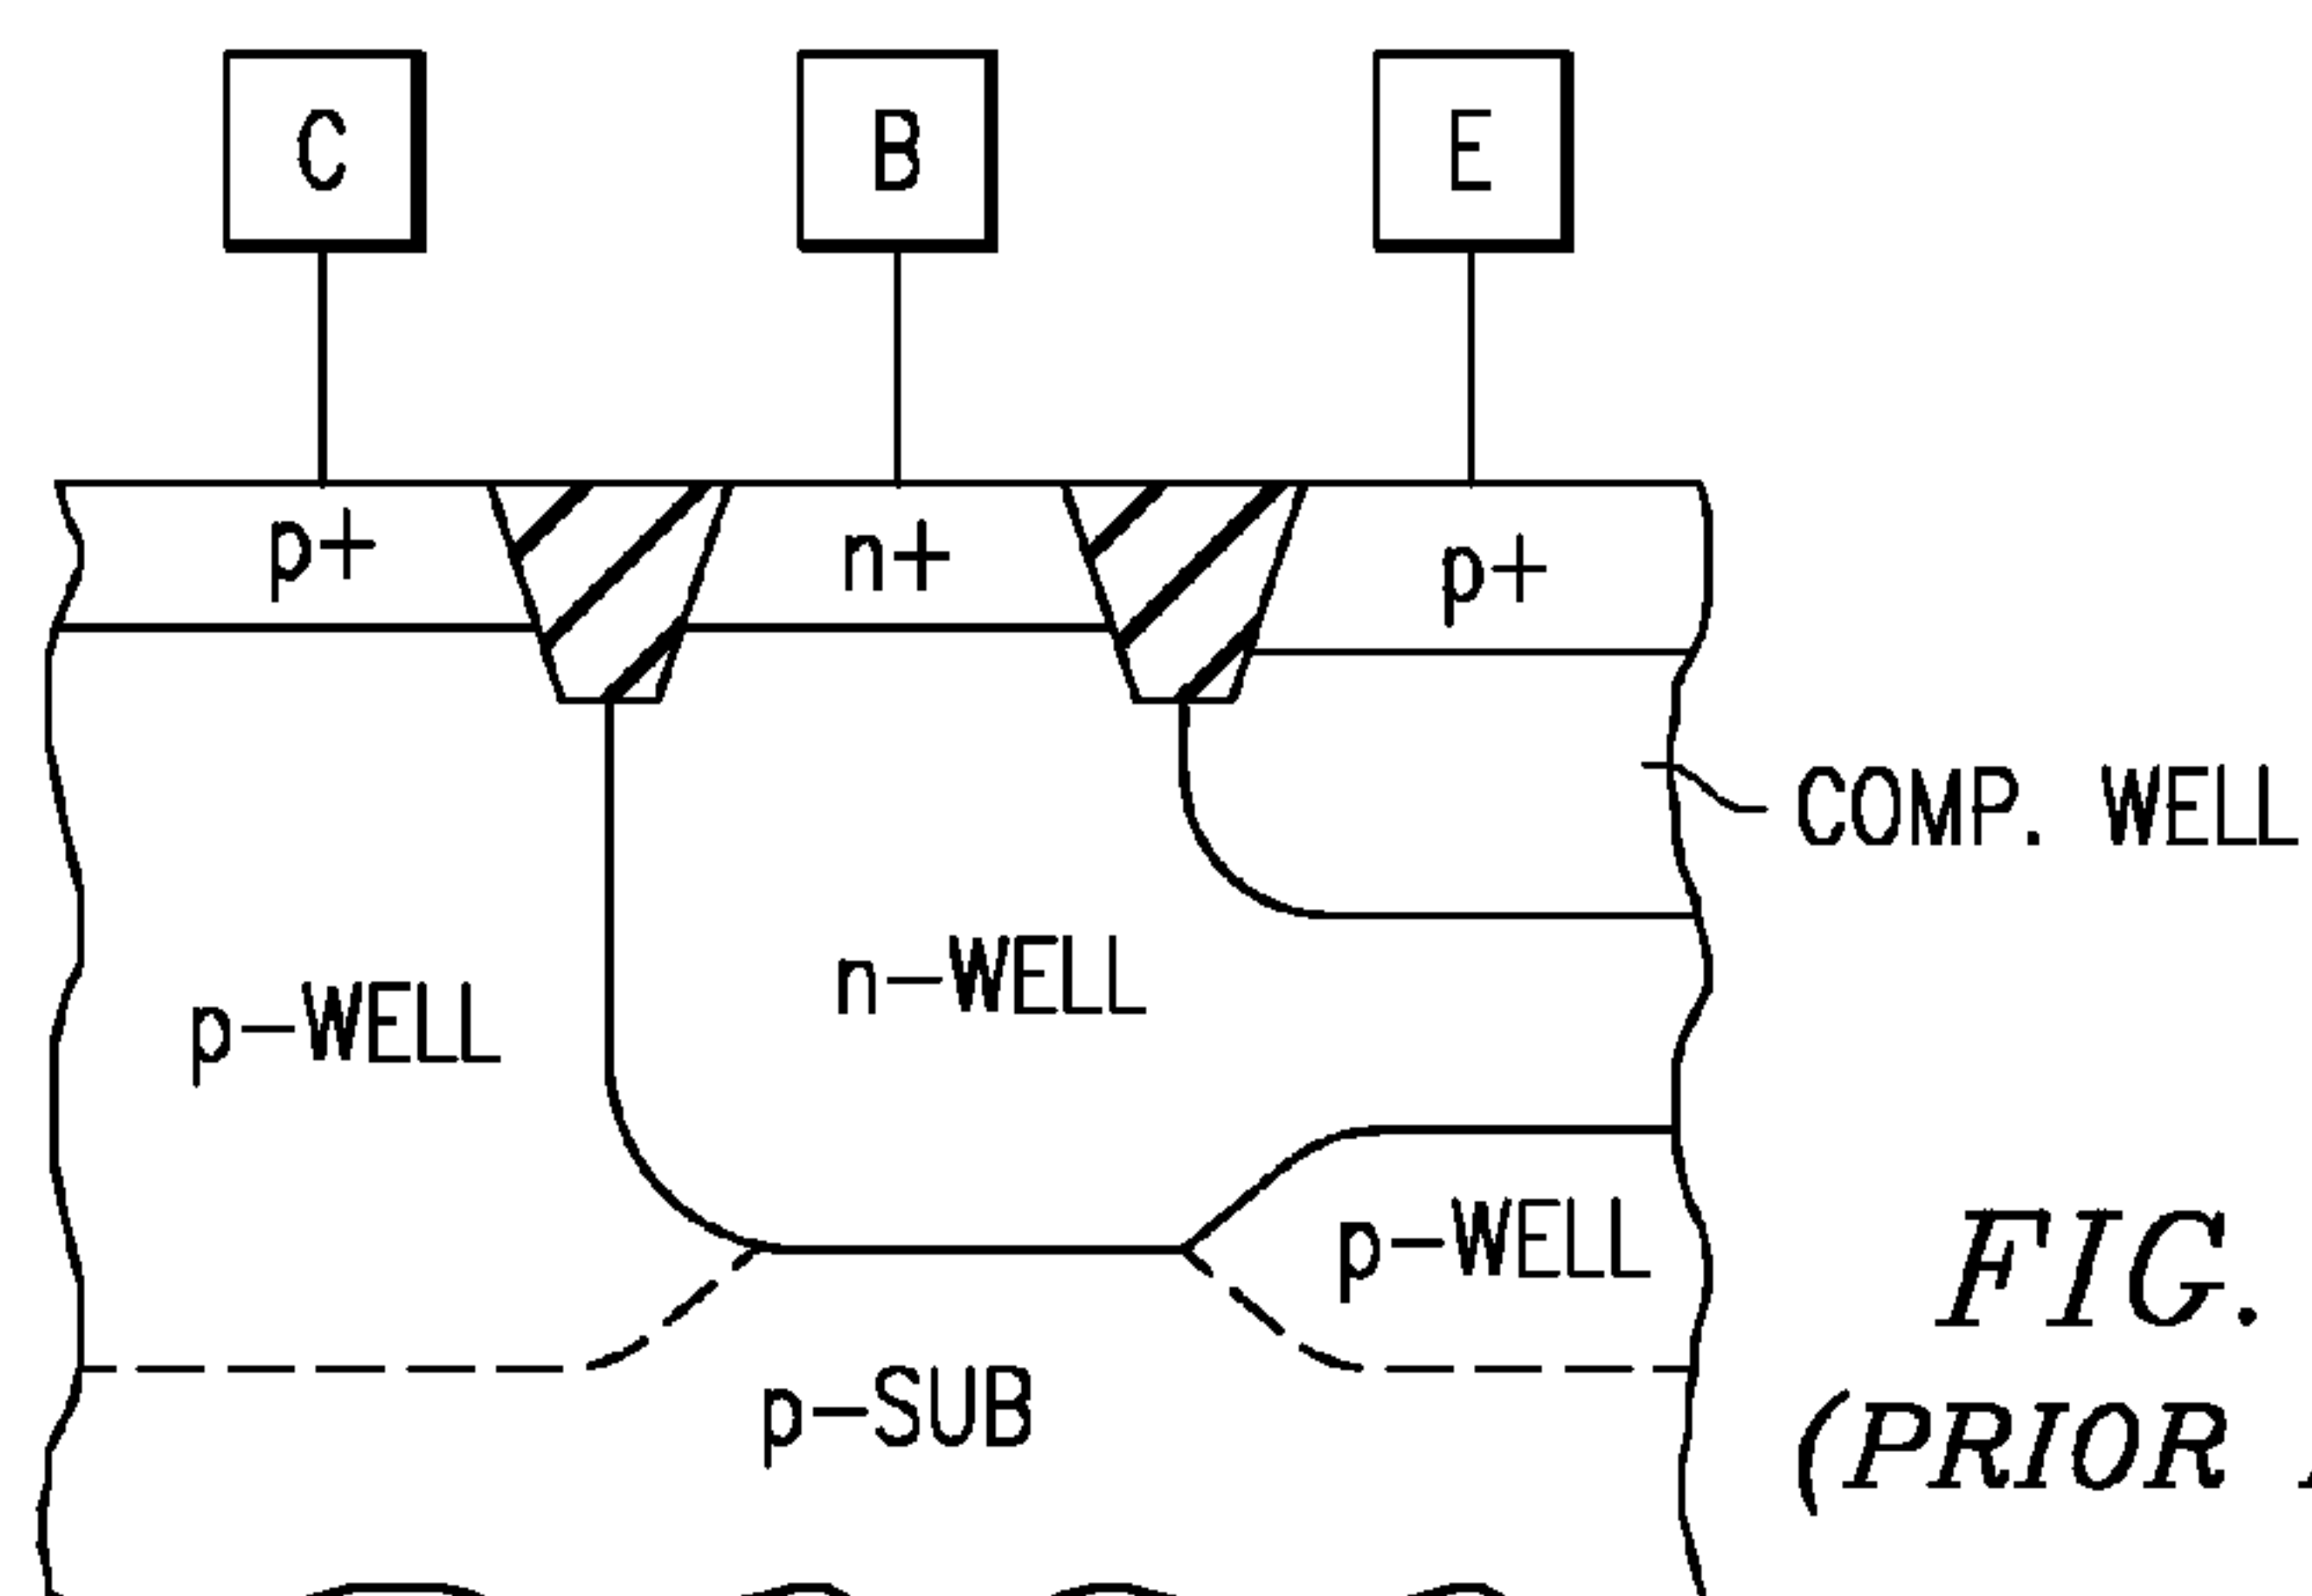 C B E
p+ n+ p+
COMP. WELL
n-WELL
p-WELL
p-WELL
p-SUB
FIG.
(PRIOR